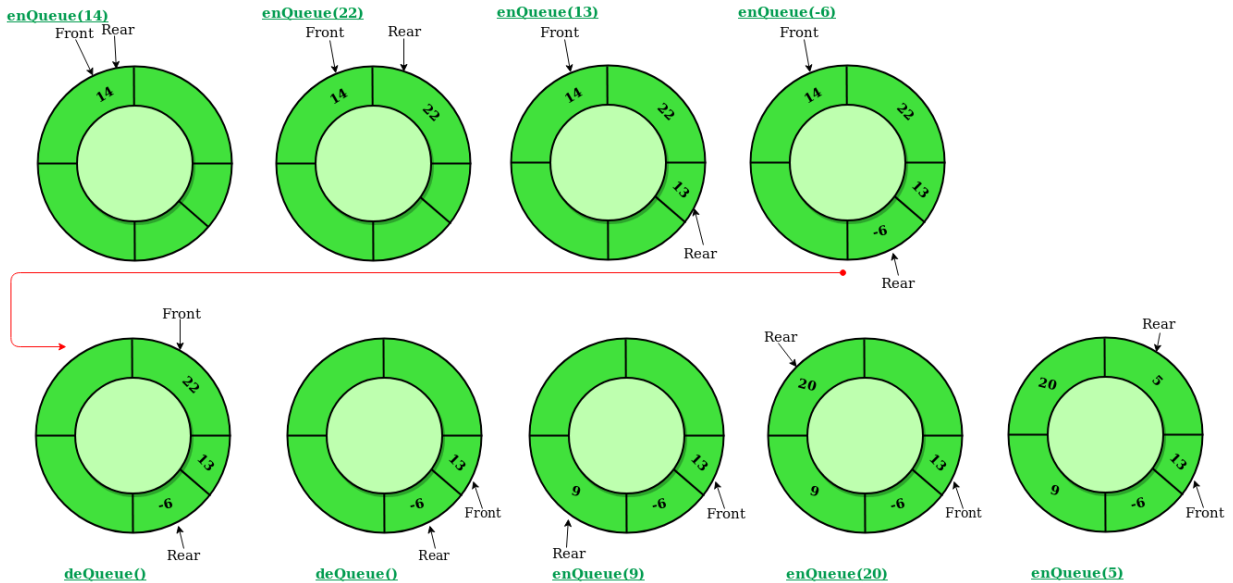 enQueue(14)
enQueue(22)
enQueue(13)
enQueue(-6)
Front
Rear
Front
Rear
Front
Front
14
14
22
14
22
14
22
13
13
-6
Rear
Rear
Front
Front
Rear
Rear
22
20
20
5
13
13
13
13
13
-6
-6
9
-6
9
-6
9
-6
Rear
Rear
Front
Rear
Front
Front
Front
deQueue()
deQueue()
enQueue(9)
enQueue(20)
enQueue(5)